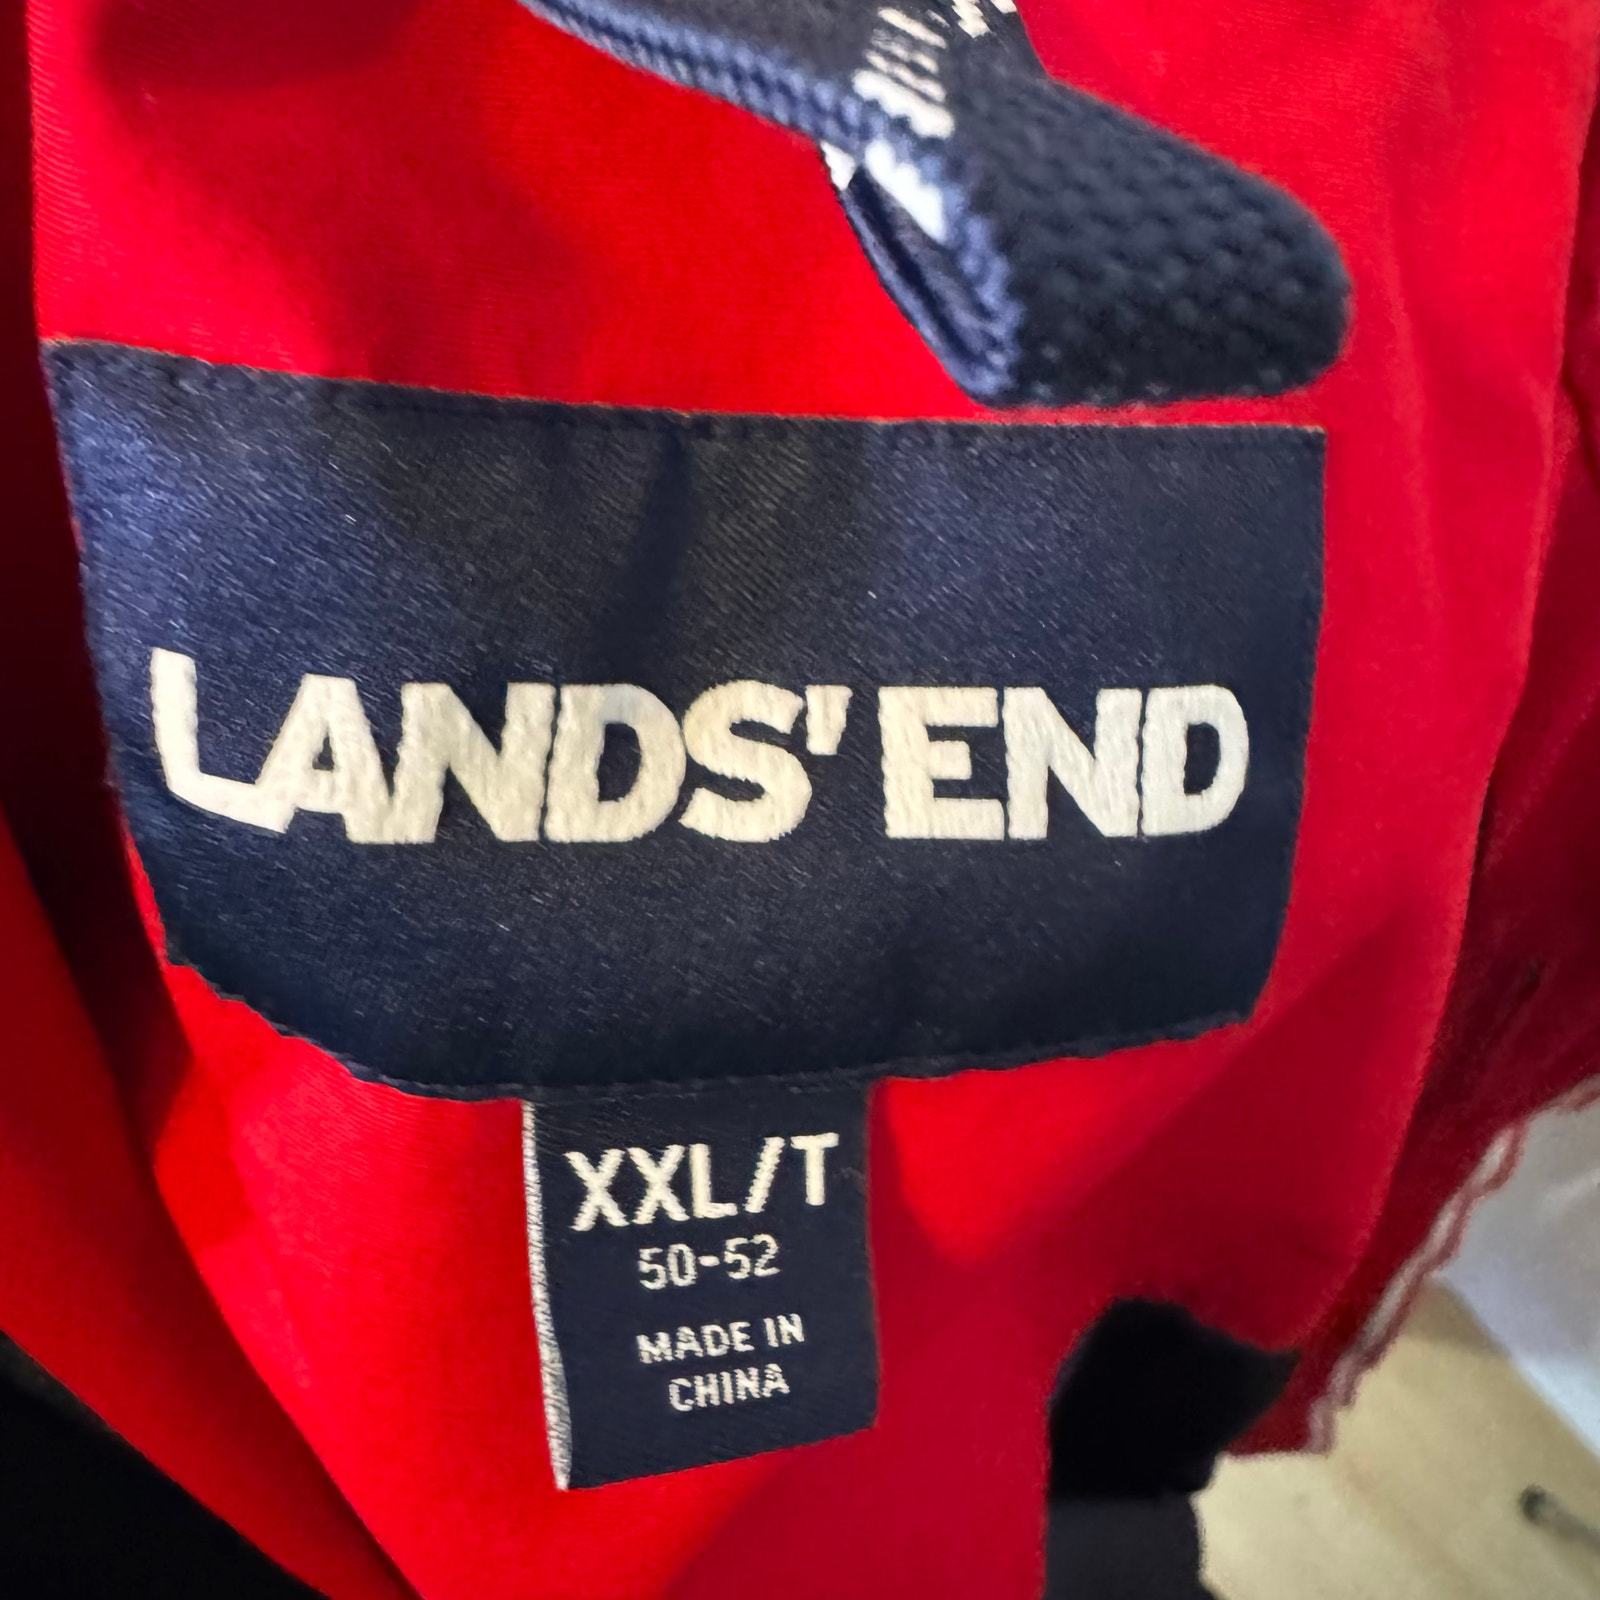 LANDS' END
XXL/T
50-52
MADE IN
CHINA